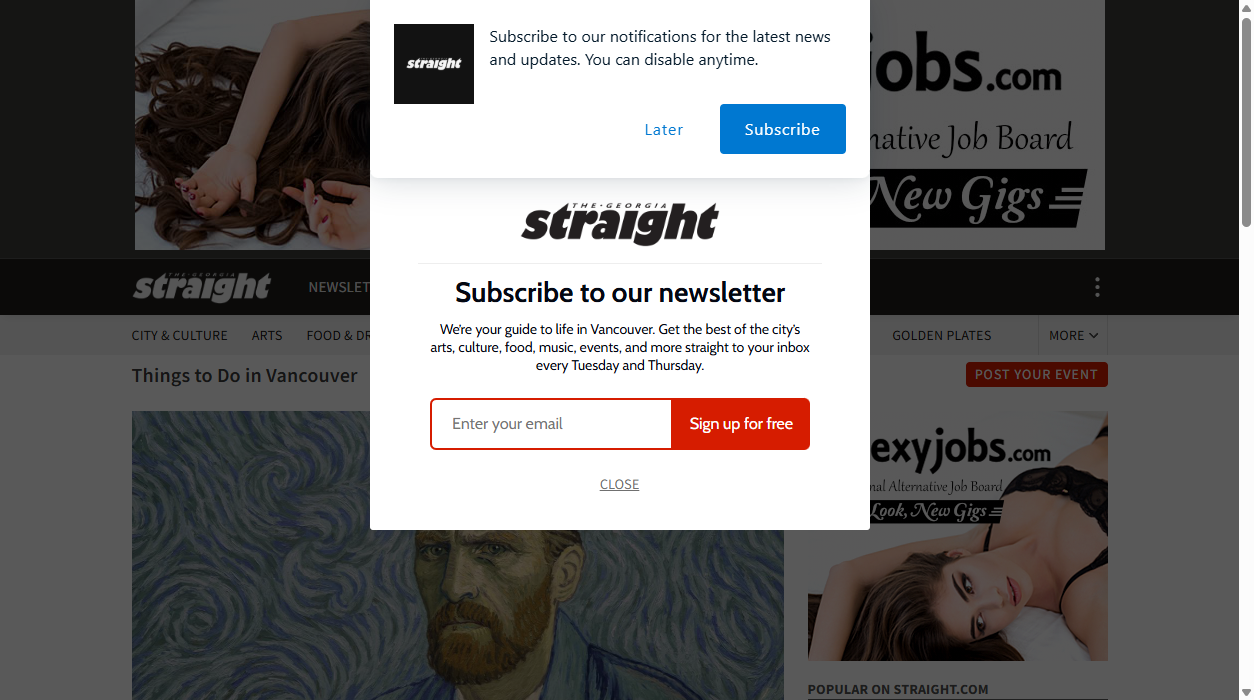 straight
Subscribe to our notifications for the latest news
and updates. You can disable anytime.
Later
Subscribe
jobs.com
New Gigs
THE · GEORGIA
straight
Subscribe to our newsletter
We're your guide to life in Vancouver. Get the best of the city's
arts, culture, food, music, events, and more straight to your inbox
every Tuesday and Thursday.
Enter your email
Sign up for free
CLOSE
THE · GEORGIA
straight
NEWSLET
CITY & CULTURE
ARTS
FOOD & DR
GOLDEN PLATES
MORE
Things to Do in Vancouver
POST YOUR EVENT
exyjobs.com
nal Alternative Job Board
Look, New Gigs
POPULAR ON STRAIGHT.COM